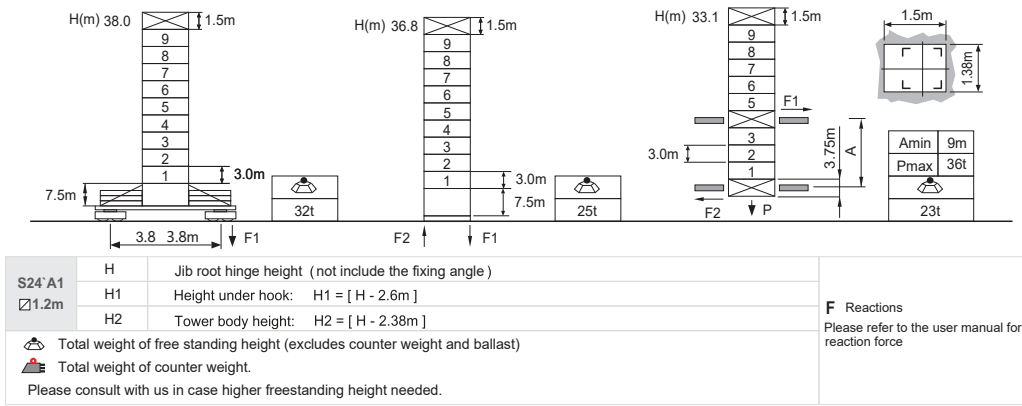 H(m) 38.0
1.5m
9
8
7
6
5
4
3
2
1
3.0m
7.5m
3.8 3.8m
F1
32t
H(m) 36.8
1.5m
9
8
7
6
5
4
3
2
1
3.0m
7.5m
F2
F1
25t
H(m) 33.1
1.5m
9
8
7
6
5
F1
3
2
1
3.0m
3.75m
A
F2
P
1.5m
1.38m
Amin 9m
Pmax 36t
23t
S24`A1
1.2m
H Jib root hinge height (not include the fixing angle)
H1 Height under hook: H1 = [ H - 2.6m ]
H2 Tower body height: H2 = [ H - 2.38m ]
Total weight of free standing height (excludes counter weight and ballast)
Total weight of counter weight.
Please consult with us in case higher freestanding height needed.
F Reactions
Please refer to the user manual for
reaction force